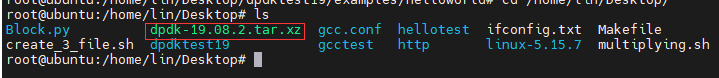 root@ubuntu:/home/lin/Desktop/dpdktest19/examples/helloworld# cd /home/lin/Desktop/
root@ubuntu:/home/lin/Desktop# ls
Block.py dpdk-19.08.2.tar.xz gcc.conf hellotest ifconfig.txt Makefile
create_3_file.sh dpdktest19 gcctest http linux-5.15.7 multiplying.sh
root@ubuntu:/home/lin/Desktop#